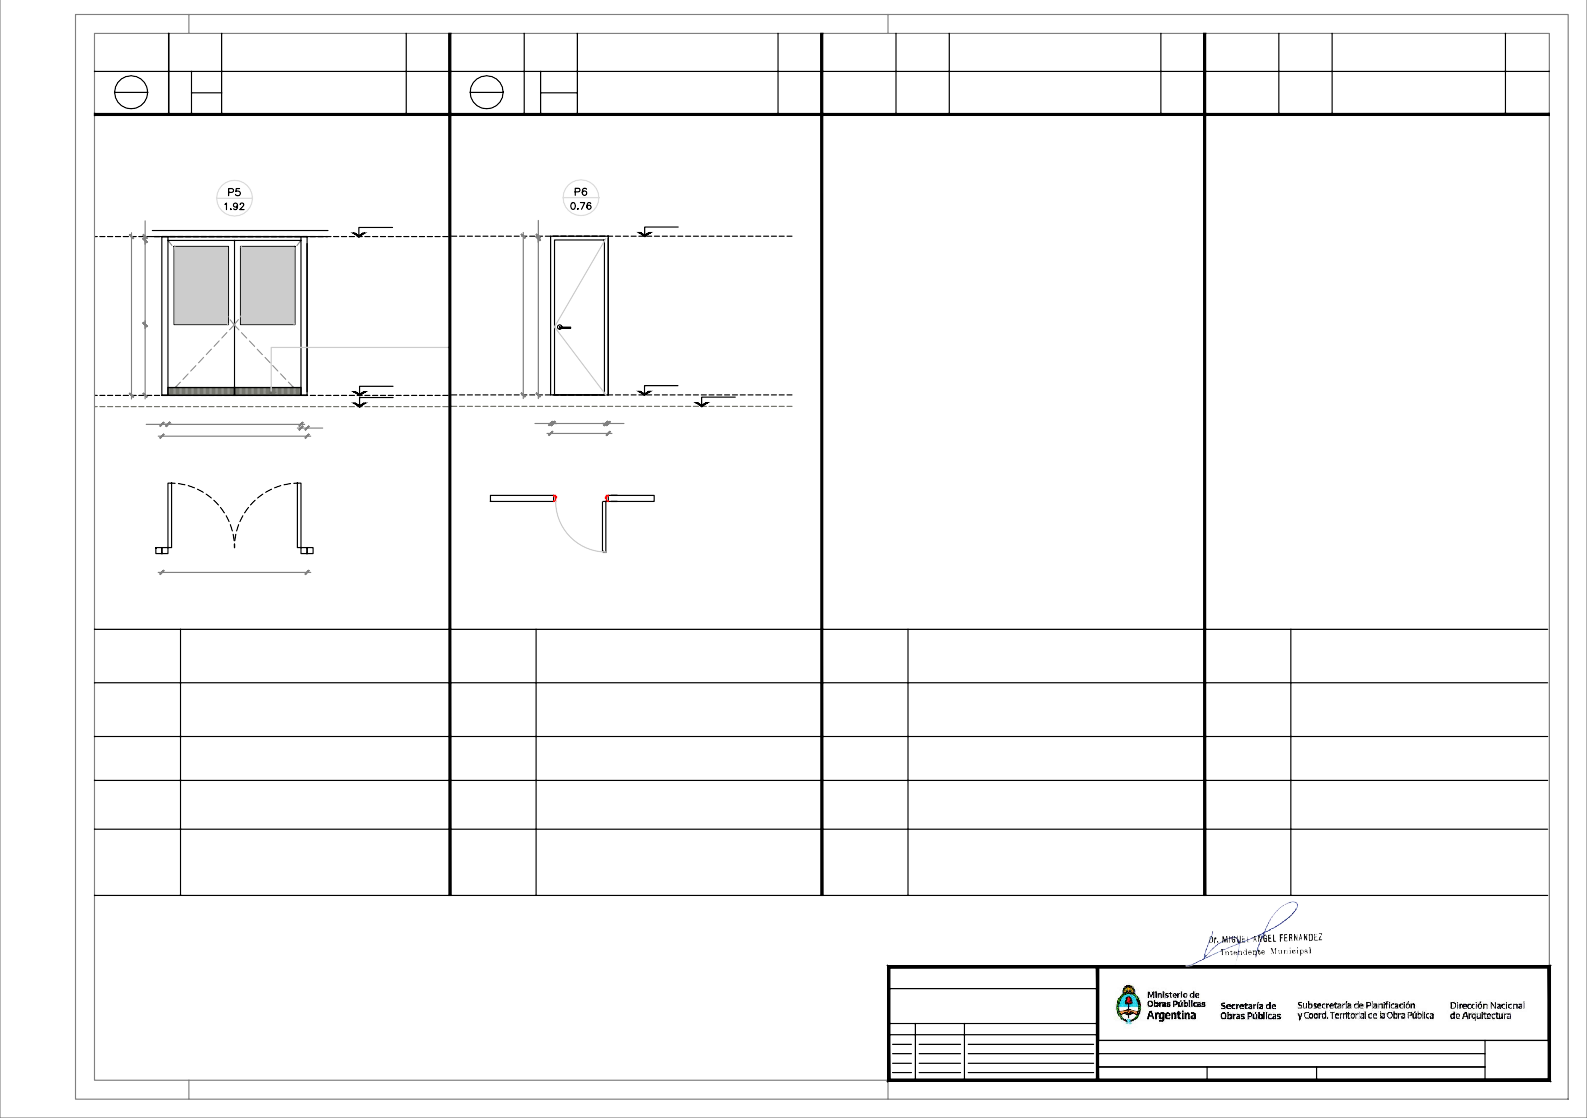 P5
1.92
P6
0.76
Dr. MIGUEL ANGEL FERNANDEZ
Intendente Municipal
Ministerio de
Obras Públicas
Argentina
Secretaría de
Obras Públicas
Subsecretaría de Planificación
y Coord. Territorial de la Obra Pública
Dirección Nacional
de Arquitectura